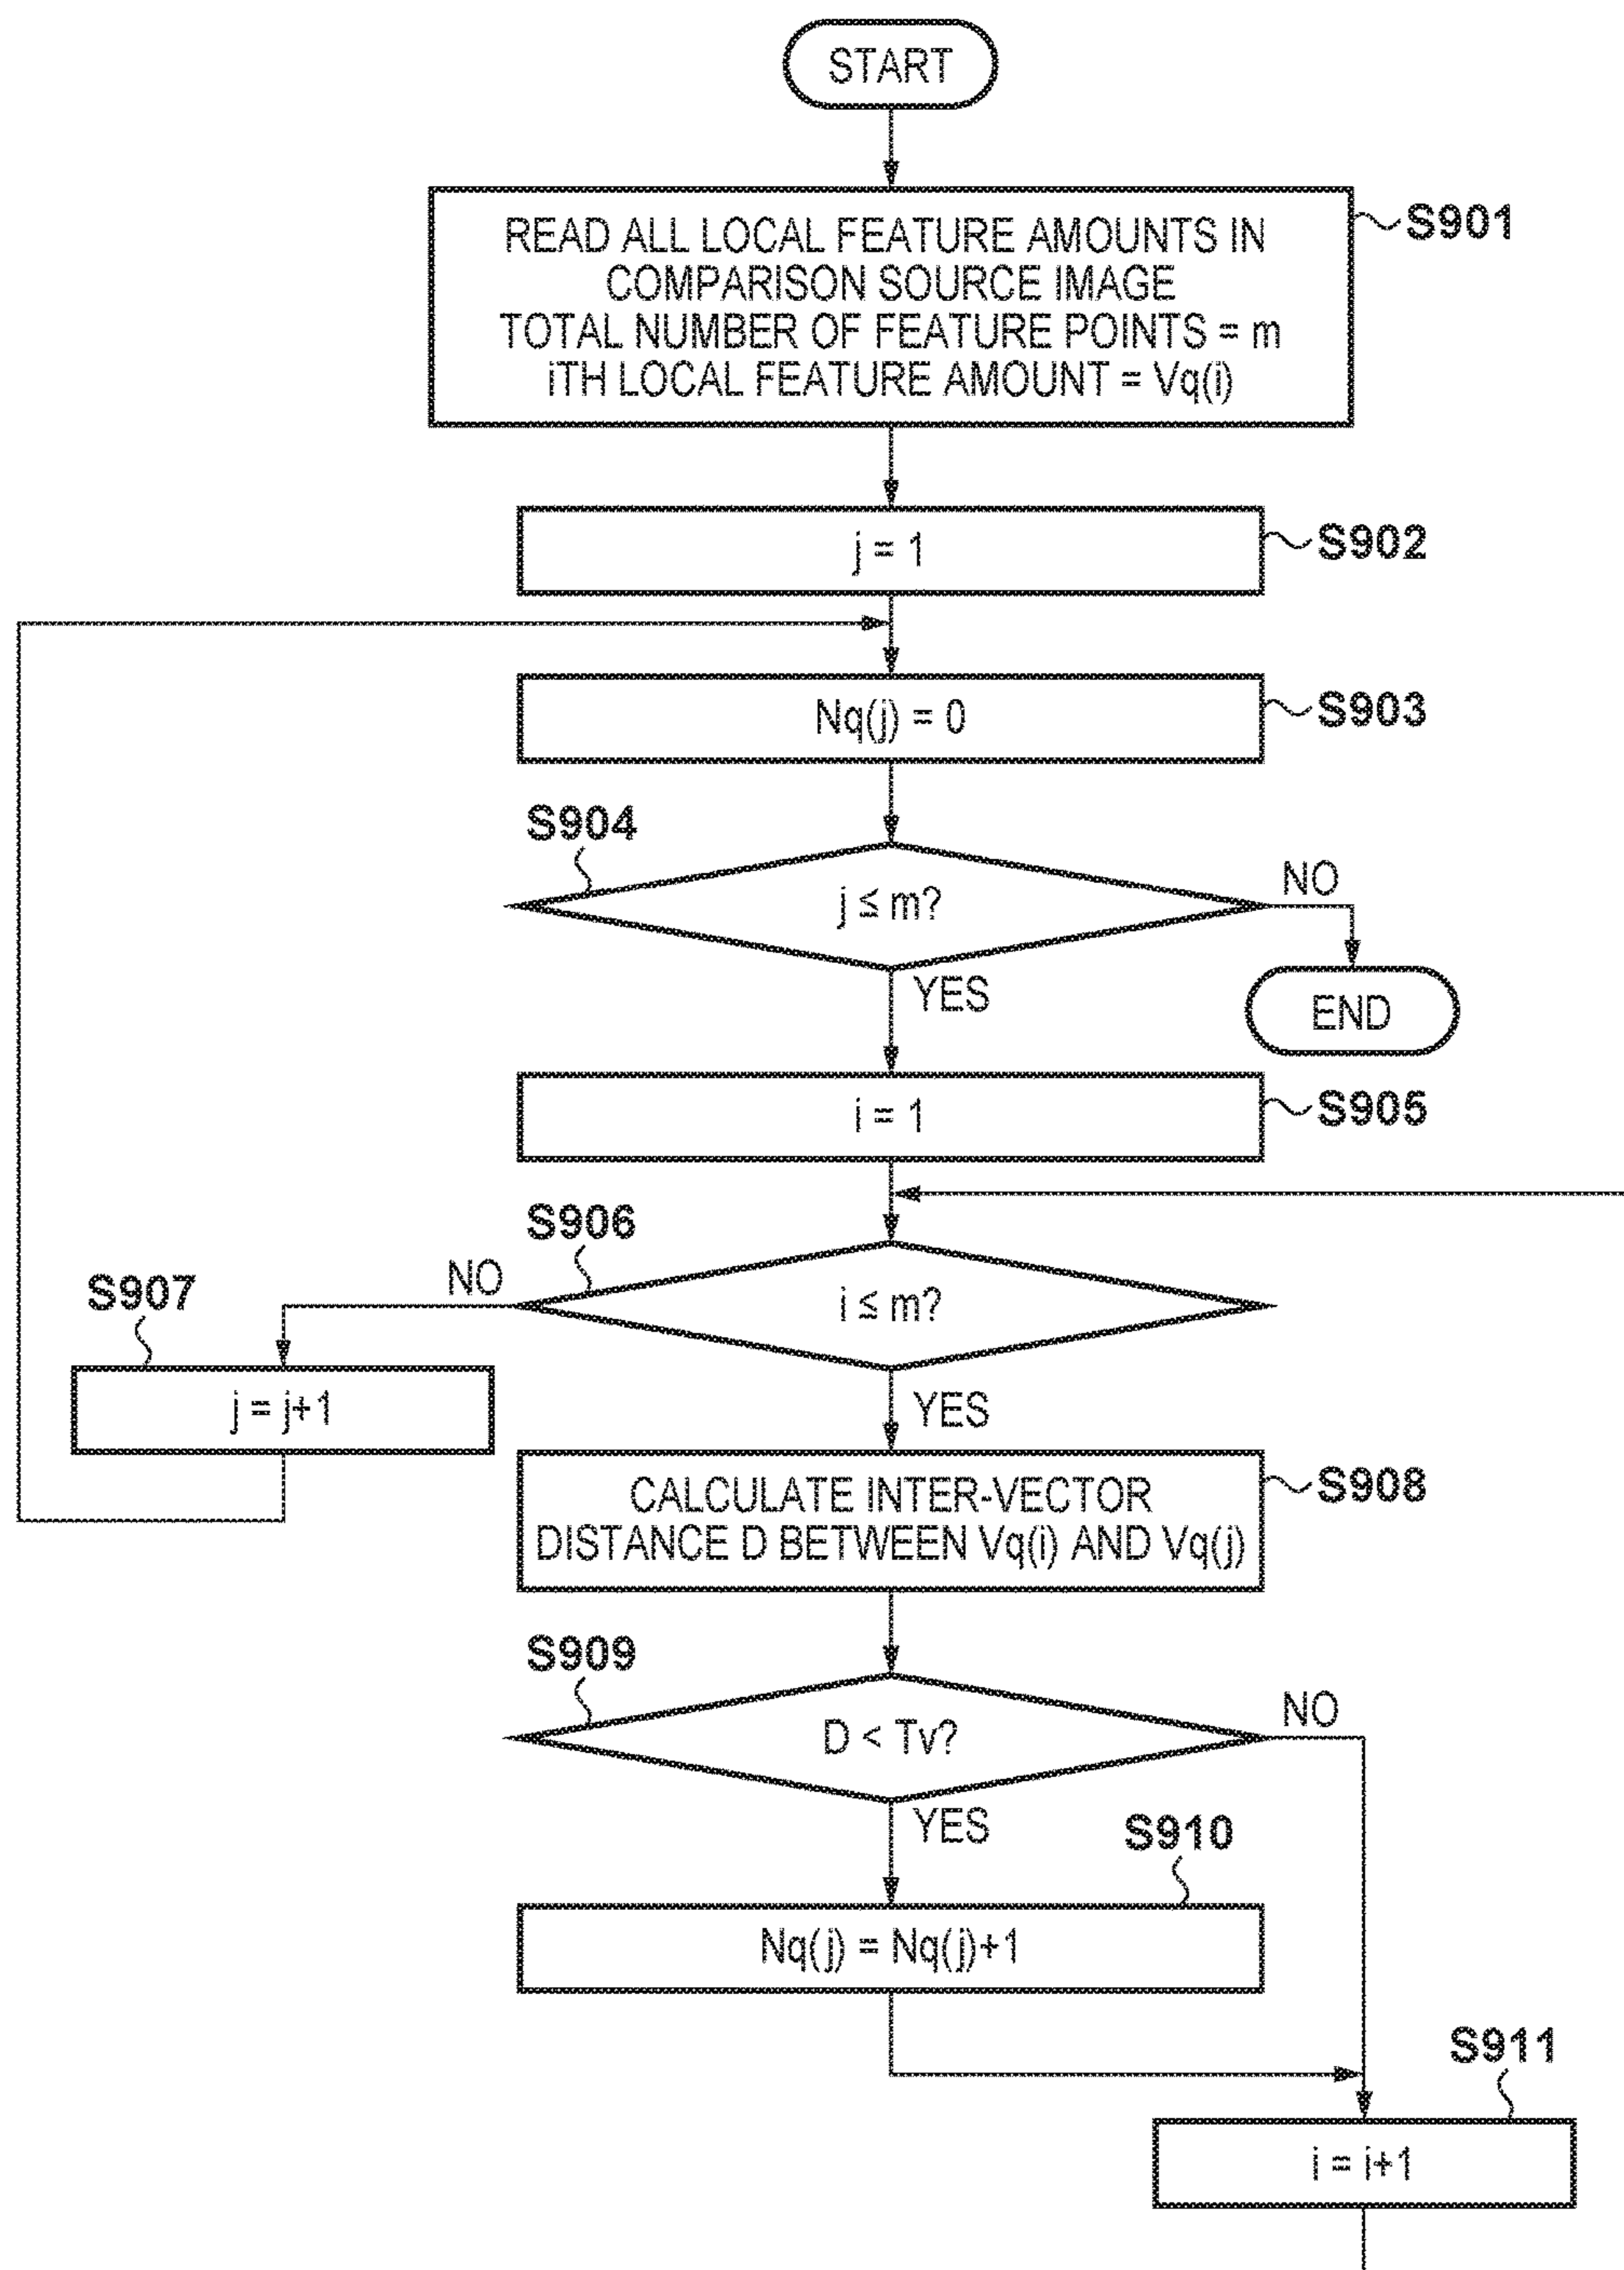 START
READ ALL LOCAL FEATURE AMOUNTS IN
COMPARISON SOURCE IMAGE
TOTAL NUMBER OF FEATURE POINTS = m
iTH LOCAL FEATURE AMOUNT = Vq(i)
S901
j = 1
S902
Nq(j) = 0
S903
S904
j ≦ m?
NO
YES
END
i = 1
S905
S906
i ≦ m?
NO
YES
S907
j = j+1
CALCULATE INTER-VECTOR
DISTANCE D BETWEEN Vq(i) AND Vq(j)
S908
S909
D < Tv?
NO
YES
S910
Nq(j) = Nq(j)+1
S911
i = i+1